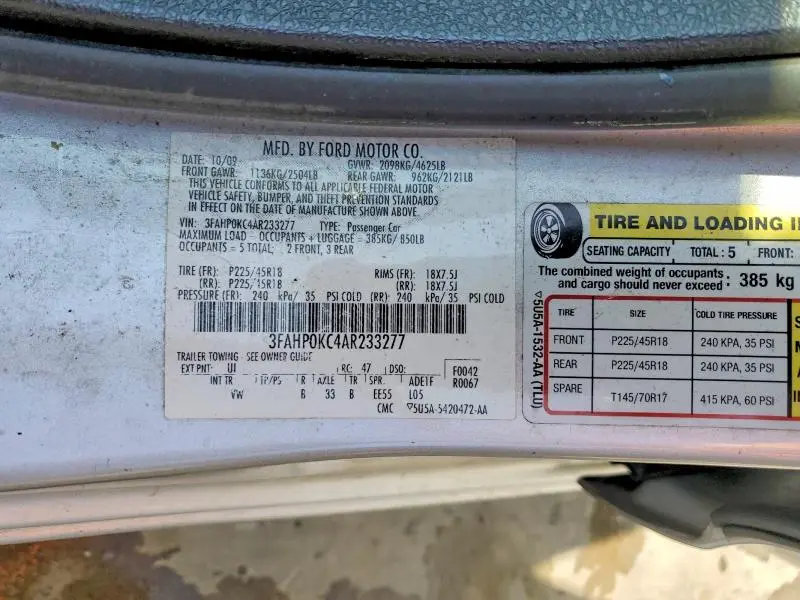 MFD. BY FORD MOTOR CO.
DATE: 10/09 GVWR: 2098KG/4625LB
FRONT GAWR: 1136KG/2504LB REAR GAWR: 962KG/2121LB
THIS VEHICLE CONFORMS TO ALL APPLICABLE FEDERAL MOTOR
VEHICLE SAFETY, BUMPER, AND THEFT PREVENTION STANDARDS
IN EFFECT ON THE DATE OF MANUFACTURE SHOWN ABOVE.
VIN: 3FAHP0KC4AR233277 TYPE: Passenger Car
MAXIMUM LOAD = OCCUPANTS + LUGGAGE = 385KG/ 850LB
OCCUPANTS = 5 TOTAL: 2 FRONT, 3 REAR
TIRE (FR): P225/45R18 RIMS (FR): 18X7.5J
(RR): P225/45R18 (RR): 18X7.5J
PRESSURE (FR): 240 kPa/ 35 PSI COLD (RR): 240 kPa/ 35 PSI COLD
3FAHP0KC4AR233277
TRAILER TOWING - SEE OWNER GUIDE
EXT PNT: UI RC: 47 DSO: F0042
INT TR TP/PS R AXLE TR SPR. ADE1F R0067
VW B 33 B EE55 L05
CMC ▽5U5A-5420472-AA
TIRE AND LOADING I
SEATING CAPACITY TOTAL : 5 FRONT:
The combined weight of occupants
and cargo should never exceed : 385 kg
TIRE SIZE COLD TIRE PRESSURE
FRONT P225/45R18 240 KPA, 35 PSI
REAR P225/45R18 240 KPA, 35 PSI
SPARE T145/70R17 415 KPA, 60 PSI
▽5U5A-1532-AA (TLU)